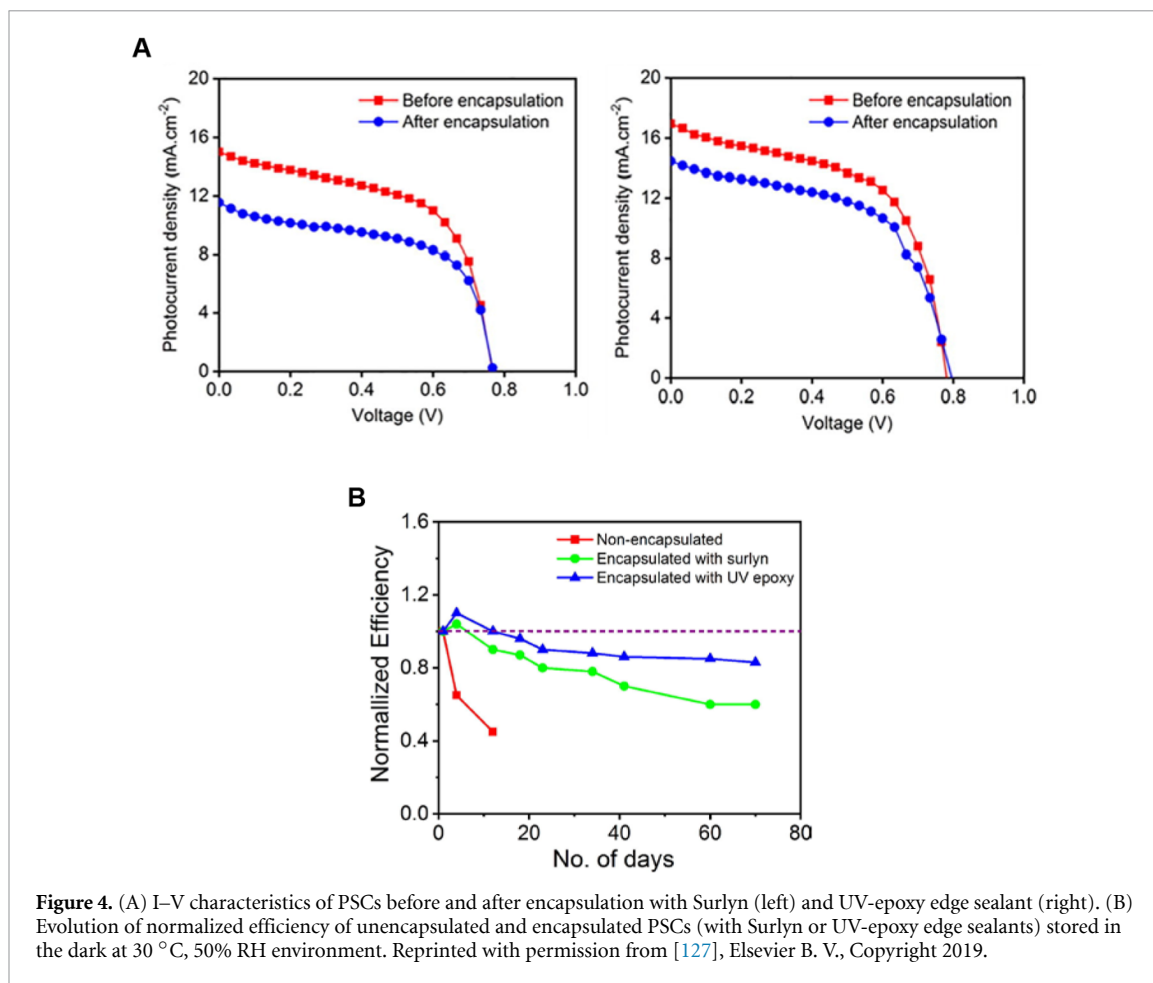 A
20
16
12
8
4
0
Photocurrent density (mA.cm-2)
Before encapsulation
After encapsulation
0.0 0.2 0.4 0.6 0.8 1.0
Voltage (V)
20
16
12
8
4
0
Photocurrent density (mA.cm-2)
Before encapsulation
After encapsulation
0.0 0.2 0.4 0.6 0.8 1.0
Voltage (V)
B
1.6
1.2
0.8
0.4
0.0
Normallized Efficiency
Non-encapsulated
Encapsulated with surlyn
Encapsulated with UV epoxy
0 20 40 60 80
No. of days
Figure 4. (A) I–V characteristics of PSCs before and after encapsulation with Surlyn (left) and UV-epoxy edge sealant (right). (B)
Evolution of normalized efficiency of unencapsulated and encapsulated PSCs (with Surlyn or UV-epoxy edge sealants) stored in
the dark at 30 °C, 50% RH environment. Reprinted with permission from [127], Elsevier B. V., Copyright 2019.